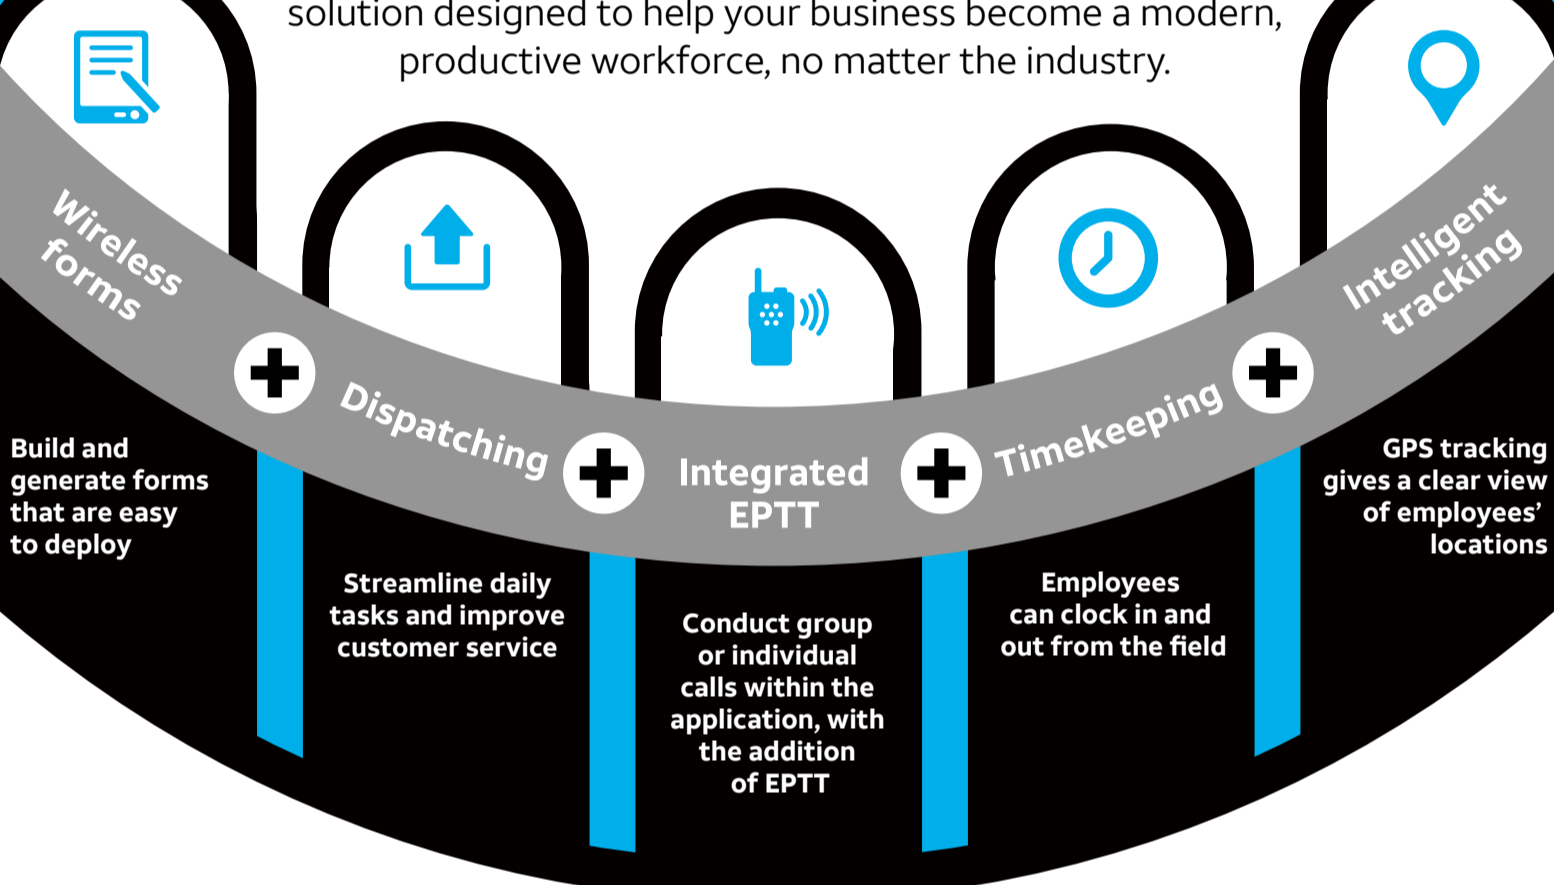 solution designed to help your business become a modern,
productive workforce, no matter the industry.
Wireless
forms
Build and
generate forms
that are easy
to deploy
Dispatching
Streamline daily
tasks and improve
customer service
Integrated
EPTT
Conduct group
or individual
calls within the
application, with
the addition
of EPTT
Timekeeping
Employees
can clock in and
out from the field
Intelligent
tracking
GPS tracking
gives a clear view
of employees’
locations